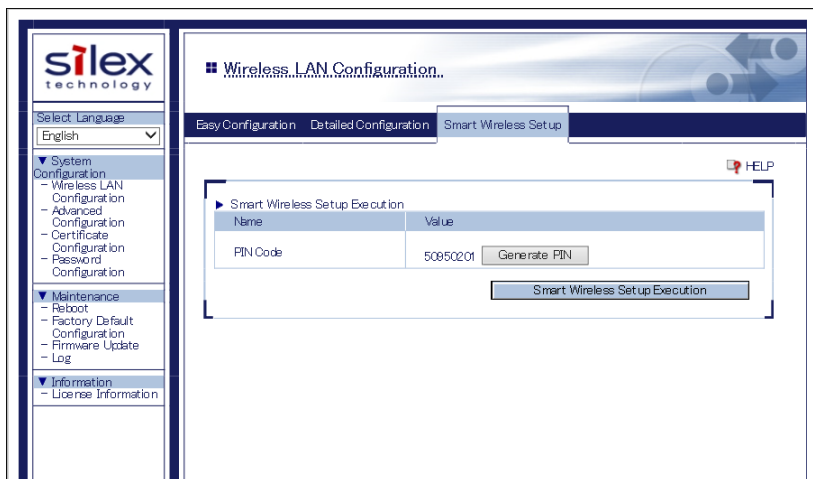 silex
technology
Select Language
English
▼ System
Configuration
- Wireless LAN
Configuration
- Advanced
Configuration
- Certificate
Configuration
- Password
Configuration
▼ Maintenance
- Reboot
- Factory Default
Configuration
- Firmware Update
- Log
▼ Information
- License Information
Wireless LAN Configuration
Easy Configuration Detailed Configuration Smart Wireless Setup
HELP
Smart Wireless Setup Execution
Name Value
PIN Code 50950201 Generate PIN
Smart Wireless Setup Execution